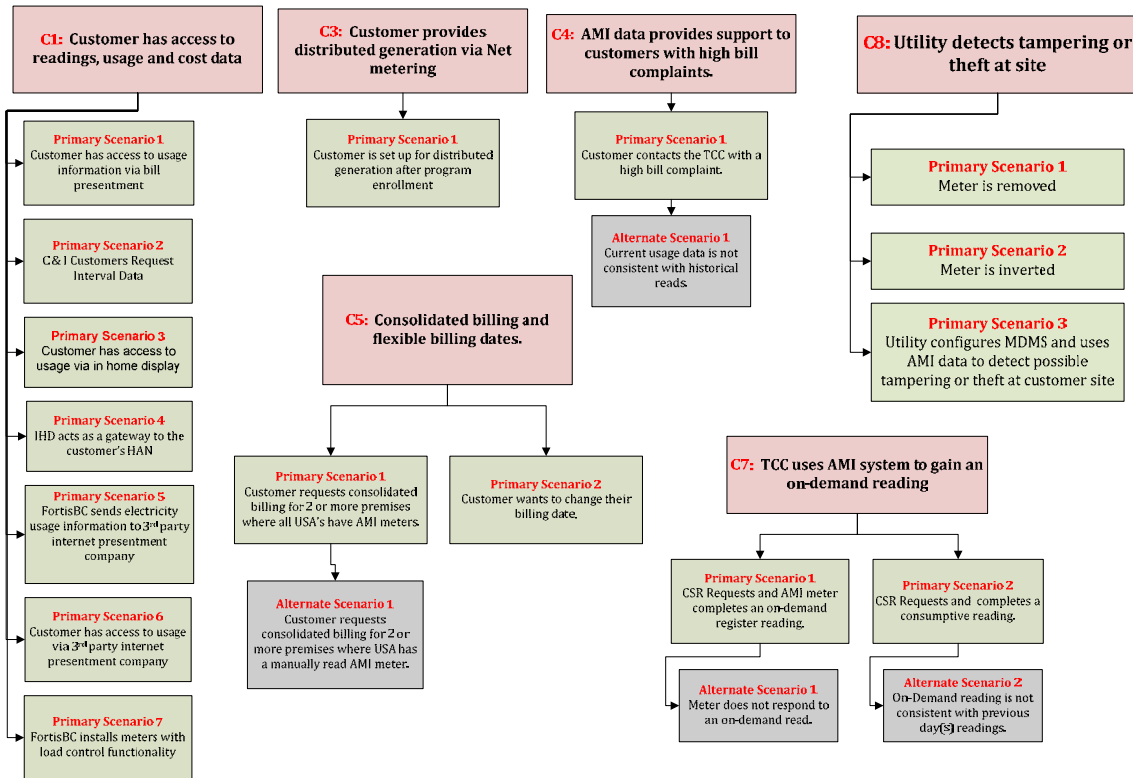 C1: Customer has access to
readings, usage and cost data
Primary Scenario 1
Customer has access to usage
information via bill
presentment
Primary Scenario 2
C & I Customers Request
Interval Data
Primary Scenario 3
Customer has access to
usage via in home display
Primary Scenario 4
IHD acts as a gateway to the
customer's HAN
Primary Scenario 5
FortisBC sends electricity
usage information to 3rd party
internet presentment
company
Primary Scenario 6
Customer has access to usage
via 3rd party internet
presentment company
Primary Scenario 7
FortisBC installs meters with
load control functionality
C3: Customer provides
distributed generation via Net
metering
Primary Scenario 1
Customer is set up for distributed
generation after program
enrollment
C4: AMI data provides support to
customers with high bill
complaints.
Primary Scenario 1
Customer contacts the TCC with a
high bill complaint.
Alternate Scenario 1
Current usage data is not
consistent with historical
reads.
C5: Consolidated billing and
flexible billing dates.
Primary Scenario 1
Customer requests consolidated
billing for 2 or more premises
where all USA's have AMI meters.
Alternate Scenario 1
Customer requests
consolidated billing for 2 or
more premises where USA has
a manually read AMI meter.
Primary Scenario 2
Customer wants to change their
billing date.
C8: Utility detects tampering or
theft at site
Primary Scenario 1
Meter is removed
Primary Scenario 2
Meter is inverted
Primary Scenario 3
Utility configures MDMS and uses
AMI data to detect possible
tampering or theft at customer site
C7: TCC uses AMI system to gain an
on-demand reading
Primary Scenario 1
CSR Requests and AMI meter
completes an on-demand
register reading.
Alternate Scenario 1
Meter does not respond to
an on-demand read.
Primary Scenario 2
CSR Requests and completes a
consumptive reading.
Alternate Scenario 2
On-Demand reading is not
consistent with previous
day(s) readings.